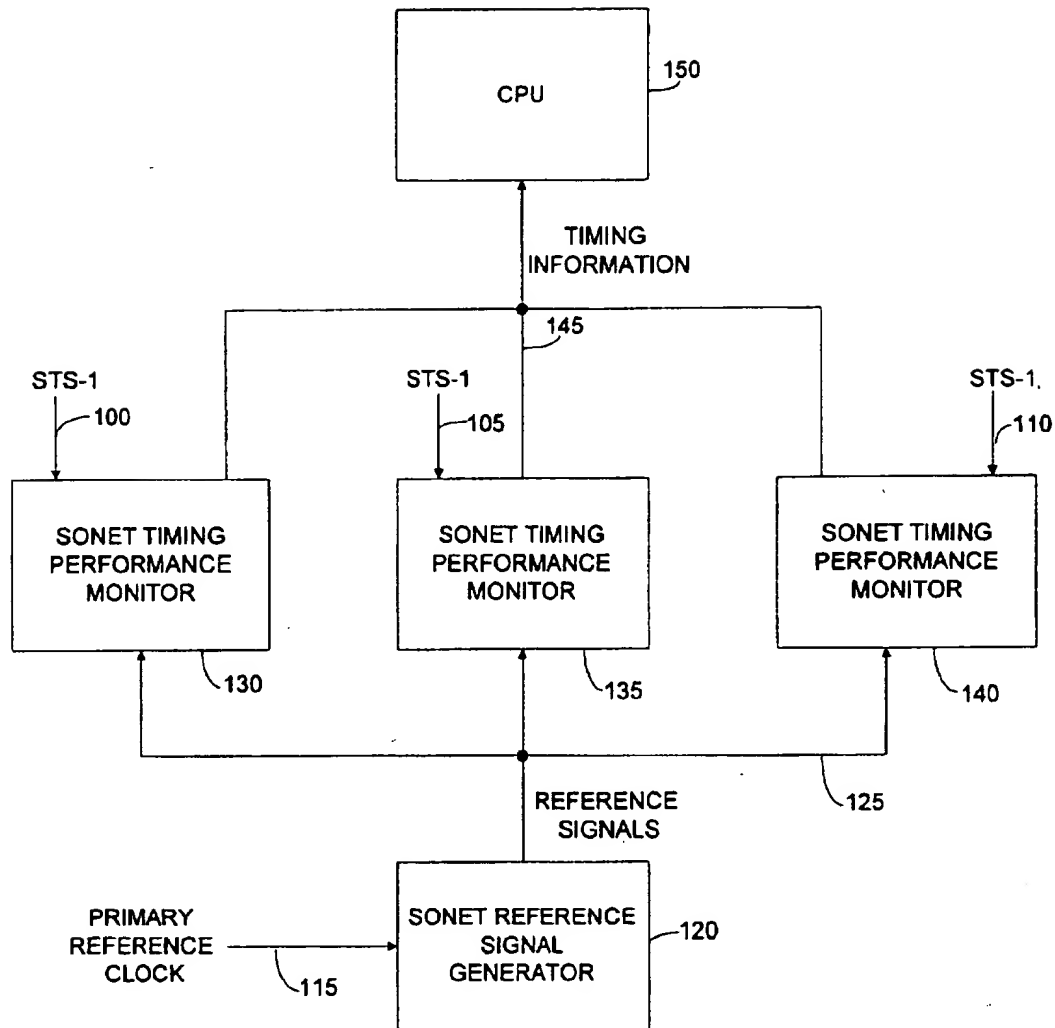 CPU
150
TIMING
INFORMATION
145
STS-1
100
STS-1
105
STS-1.
110
SONET TIMING
PERFORMANCE
MONITOR
130
SONET TIMING
PERFORMANCE
MONITOR
135
SONET TIMING
PERFORMANCE
MONITOR
140
125
REFERENCE
SIGNALS
PRIMARY
REFERENCE
CLOCK
115
SONET REFERENCE
SIGNAL
GENERATOR
120